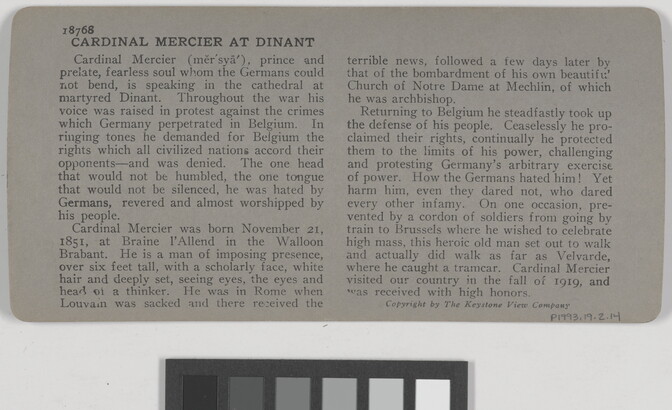 18768
CARDINAL MERCIER AT DINANT
Cardinal Mercier (mĕr′syā′), prince and
prelate, fearless soul whom the Germans could
not bend, is speaking in the cathedral at
martyred Dinant. Throughout the war his
voice was raised in protest against the crimes
which Germany perpetrated in Belgium. In
ringing tones he demanded for Belgium the
rights which all civilized nations accord their
opponents—and was denied. The one head
that would not be humbled, the one tongue
that would not be silenced, he was hated by
Germans, revered and almost worshipped by
his people.
Cardinal Mercier was born November 21,
1851, at Braine l'Allend in the Walloon
Brabant. He is a man of imposing presence,
over six feet tall, with a scholarly face, white
hair and deeply set, seeing eyes, the eyes and
head of a thinker. He was in Rome when
Louvain was sacked and there received the
terrible news, followed a few days later by
that of the bombardment of his own beautiful
Church of Notre Dame at Mechlin, of which
he was archbishop.
Returning to Belgium he steadfastly took up
the defense of his people. Ceaselessly he pro-
claimed their rights, continually he protected
them to the limits of his power, challenging
and protesting Germany's arbitrary exercise
of power. How the Germans hated him! Yet
harm him, even they dared not, who dared
every other infamy. On one occasion, pre-
vented by a cordon of soldiers from going by
train to Brussels where he wished to celebrate
high mass, this heroic old man set out to walk
and actually did walk as far as Velvarde,
where he caught a tramcar. Cardinal Mercier
visited our country in the fall of 1919, and
was received with high honors.
Copyright by The Keystone View Company
P1993.19.2.14